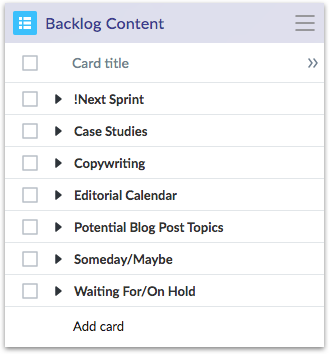 Backlog Content
Card title »
!Next Sprint
Case Studies
Copywriting
Editorial Calendar
Potential Blog Post Topics
Someday/Maybe
Waiting For/On Hold
Add card